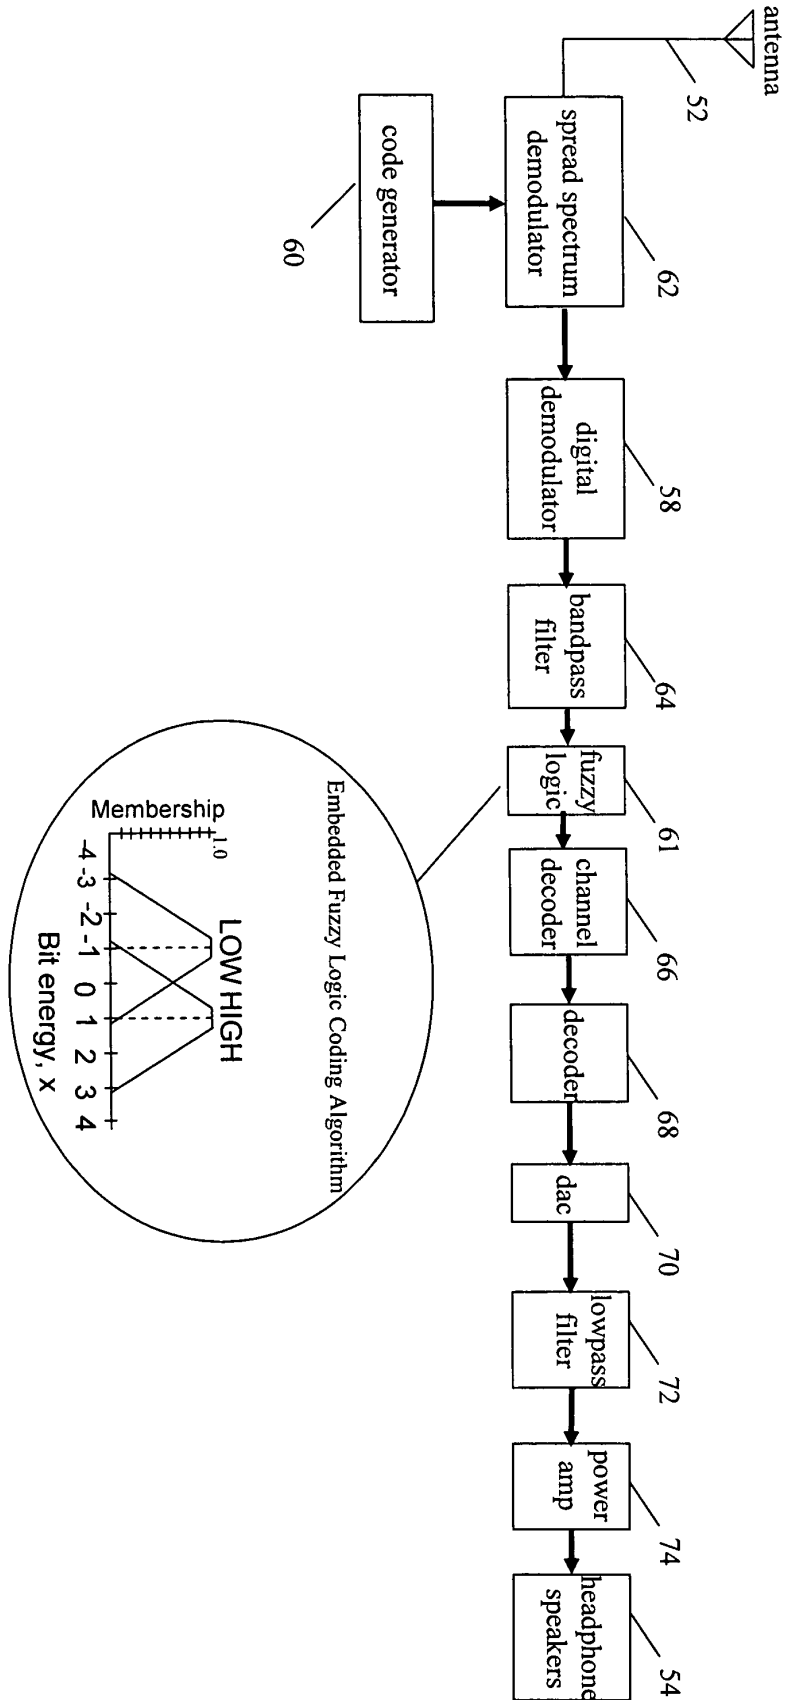 antenna
52
spread spectrum
demodulator
62
code generator
60
digital
demodulator
58
bandpass
filter
64
fuzzy
logic
61
channel
decoder
66
decoder
68
dac
70
lowpass
filter
72
power
amp
74
headphone
speakers
54
Embedded Fuzzy Logic Coding Algorithm
LOW HIGH
1.0
Membership
-4 -3 -2 -1 0 1 2 3 4
Bit energy, x